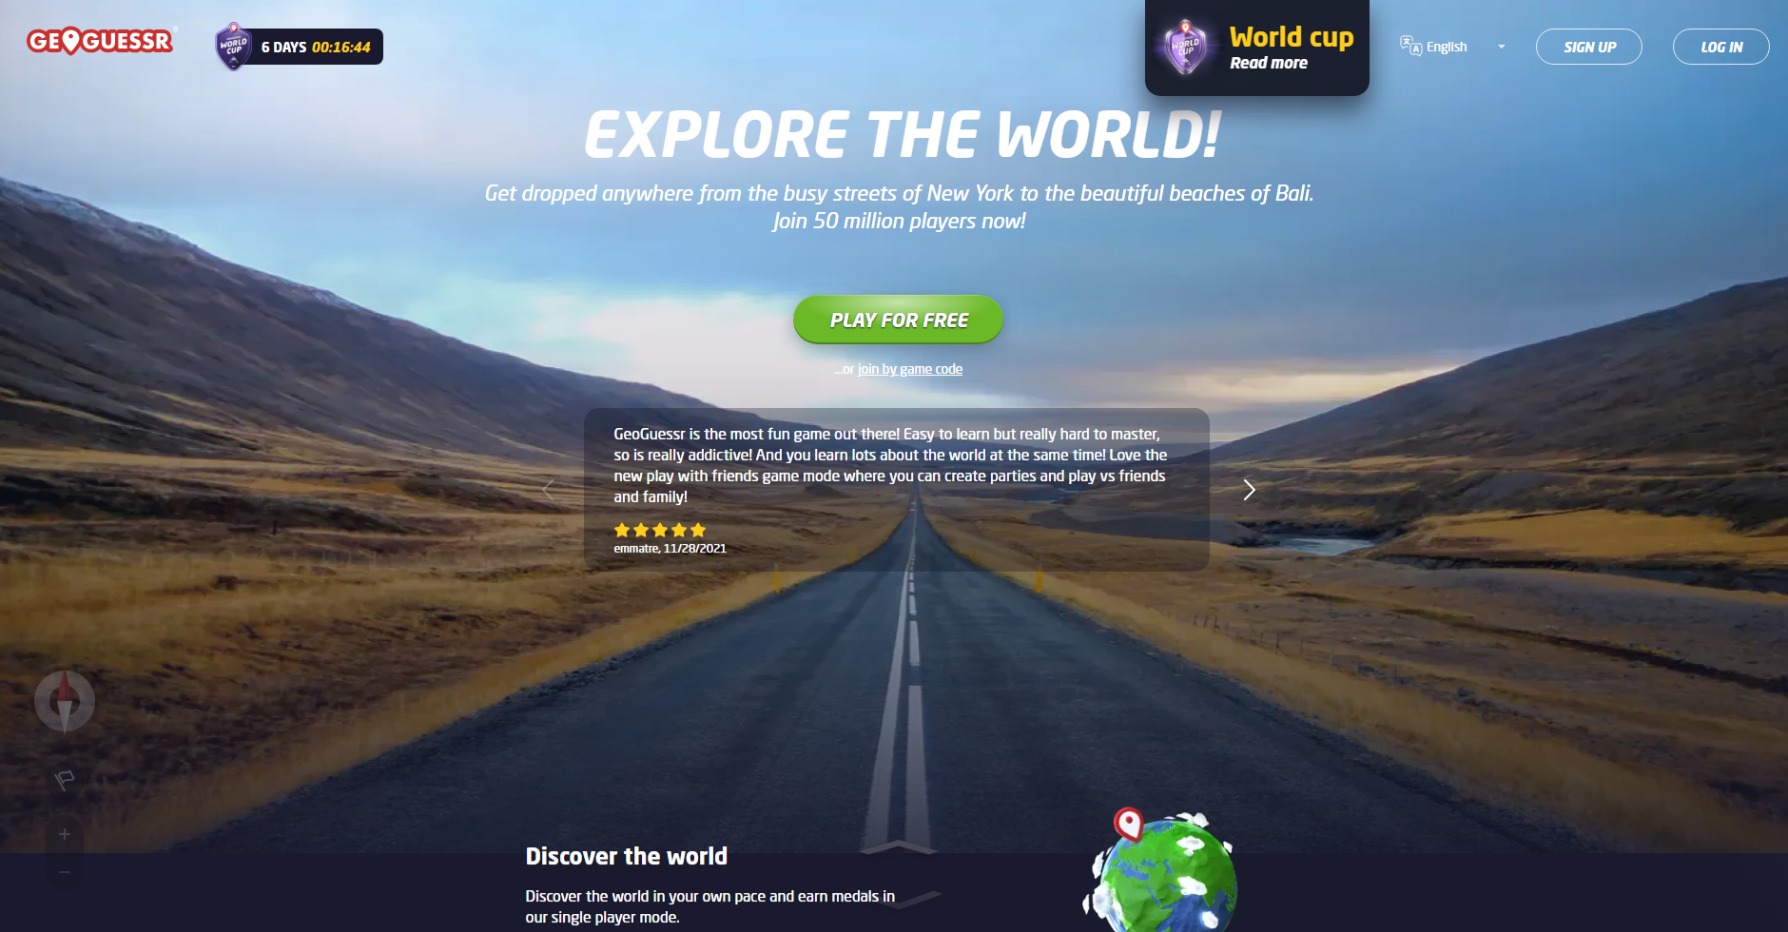 GEOGUESSR
WORLD CUP
6 DAYS 00:16:44
WORLD CUP
World cup
Read more
English
SIGN UP
LOG IN
EXPLORE THE WORLD!
Get dropped anywhere from the busy streets of New York to the beautiful beaches of Bali.
Join 50 million players now!
PLAY FOR FREE
...or join by game code
GeoGuessr is the most fun game out there! Easy to learn but really hard to master,
so is really addictive! And you learn lots about the world at the same time! Love the
new play with friends game mode where you can create parties and play vs friends
and family!
emmatre, 11/28/2021
Discover the world
Discover the world in your own pace and earn medals in
our single player mode.